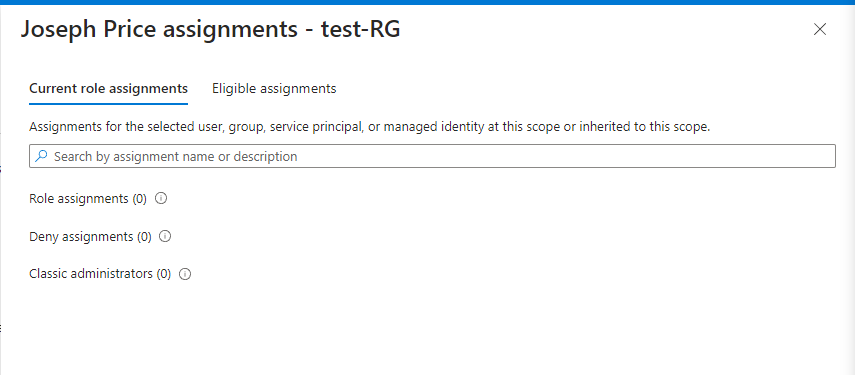 Joseph Price assignments - test-RG
Current role assignments Eligible assignments
Assignments for the selected user, group, service principal, or managed identity at this scope or inherited to this scope.
Search by assignment name or description
Role assignments (0)
Deny assignments (0)
Classic administrators (0)